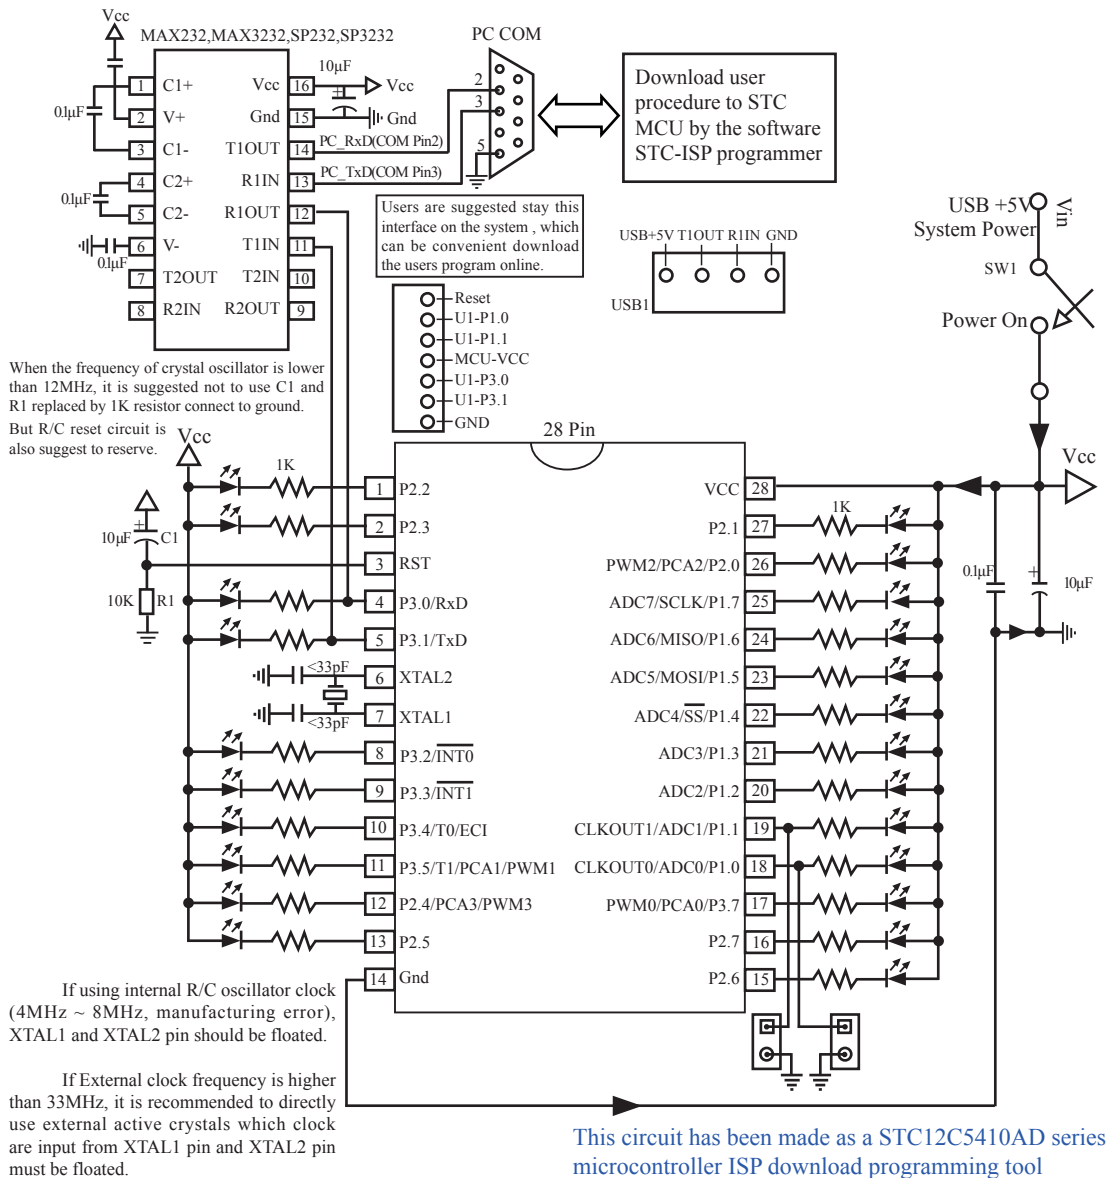 Vcc
MAX232,MAX3232,SP232,SP3232
PC COM
10μF
1 C1+ Vcc 16 Vcc
0.1μF
2 V+ Gnd 15 Gnd
3 C1- T1OUT 14 PC_RxD(COM Pin2)
4 C2+ R1IN 13 PC_TxD(COM Pin3)
0.1μF
5 C2- R1OUT 12
6 V- T1IN 11
0.1μF
7 T2OUT T2IN 10
8 R2IN R2OUT 9
2
3
5
Download user
procedure to STC
MCU by the software
STC-ISP programmer
Users are suggested stay this
interface on the system , which
can be convenient download
the users program online.
USB+5V T1OUT R1IN GND
USB1
USB +5V
System Power
Vin
SW1
Power On
Reset
U1-P1.0
U1-P1.1
MCU-VCC
U1-P3.0
U1-P3.1
GND
When the frequency of crystal oscillator is lower
than 12MHz, it is suggested not to use C1 and
R1 replaced by 1K resistor connect to ground.
But R/C reset circuit is
also suggest to reserve.
Vcc
28 Pin
Vcc
1K
1 P2.2
2 P2.3
10μF C1
3 RST
10K R1
4 P3.0/RxD
5 P3.1/TxD
<33pF
6 XTAL2
7 XTAL1
<33pF
8 P3.2/INT0
9 P3.3/INT1
10 P3.4/T0/ECI
11 P3.5/T1/PCA1/PWM1
12 P2.4/PCA3/PWM3
13 P2.5
14 Gnd
VCC 28
1K
P2.1 27
PWM2/PCA2/P2.0 26
ADC7/SCLK/P1.7 25
ADC6/MISO/P1.6 24
ADC5/MOSI/P1.5 23
ADC4/SS/P1.4 22
ADC3/P1.3 21
ADC2/P1.2 20
CLKOUT1/ADC1/P1.1 19
CLKOUT0/ADC0/P1.0 18
PWM0/PCA0/P3.7 17
P2.7 16
P2.6 15
0.1μF
10μF
If using internal R/C oscillator clock
(4MHz ~ 8MHz, manufacturing error),
XTAL1 and XTAL2 pin should be floated.
If External clock frequency is higher
than 33MHz, it is recommended to directly
use external active crystals which clock
are input from XTAL1 pin and XTAL2 pin
must be floated.
This circuit has been made as a STC12C5410AD series
microcontroller ISP download programming tool